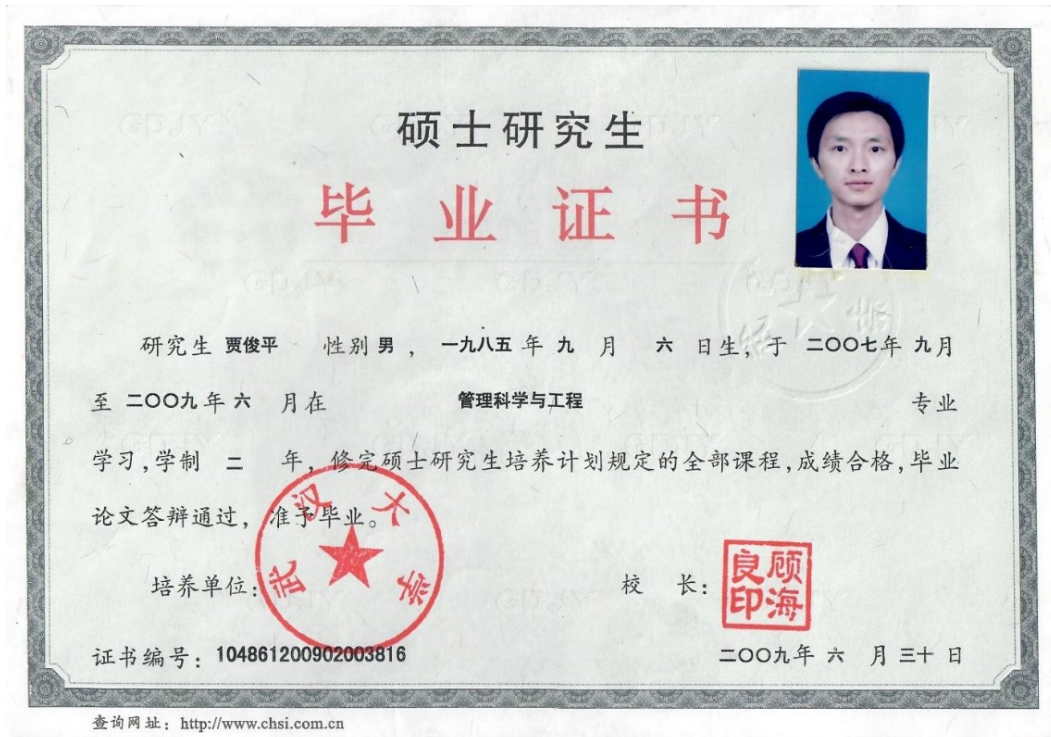 硕士研究生
毕业证书
研究生 贾俊平 性别 男 ， 一九八五 年 九 月 六 日生，于 二〇〇七年 九月
至 二〇〇九 年 六 月在 管理科学与工程 专业
学习，学制 二 年，修完硕士研究生培养计划规定的全部课程，成绩合格，毕业
论文答辩通过，准予毕业。
武汉大学
培养单位：
校 长：
顾海良印
证书编号：104861200902003816
二〇〇九年 六 月 三十 日
查询网址：http://www.chsi.com.cn